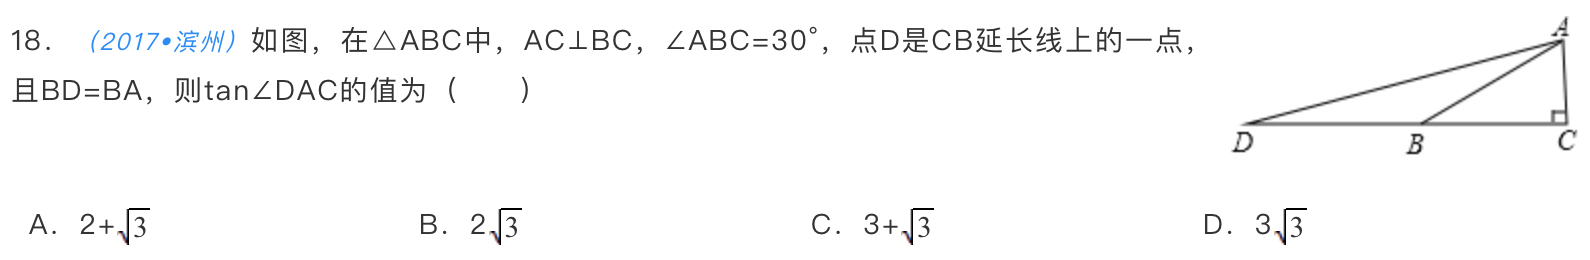 18. (2017•滨州)如图，在△ABC中，AC⊥BC，∠ABC=30°，点D是CB延长线上的一点，
且BD=BA，则tan∠DAC的值为（　　）
A
D B C
A. 2+√3 B. 2√3 C. 3+√3 D. 3√3